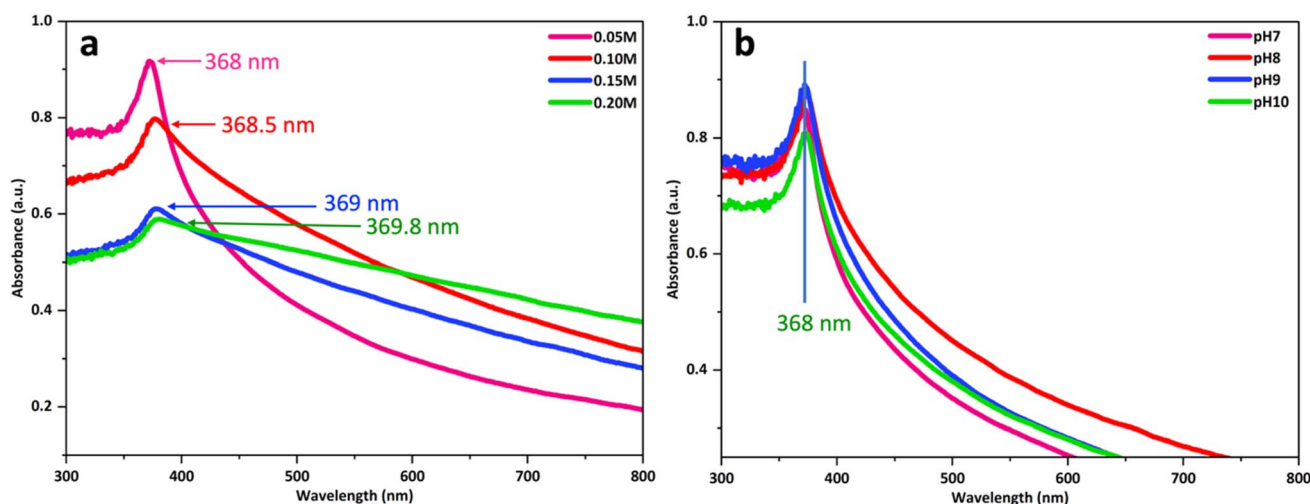 a
0.05M
0.10M
0.15M
0.20M
368 nm
368.5 nm
369 nm
369.8 nm
1.0
0.8
0.6
0.4
0.2
Absorbance (a.u.)
300 400 500 600 700 800
Wavelength (nm)
b
pH7
pH8
pH9
pH10
368 nm
1.0
0.8
0.6
0.4
Absorbance (a.u.)
300 400 500 600 700 800
Wavelength (nm)